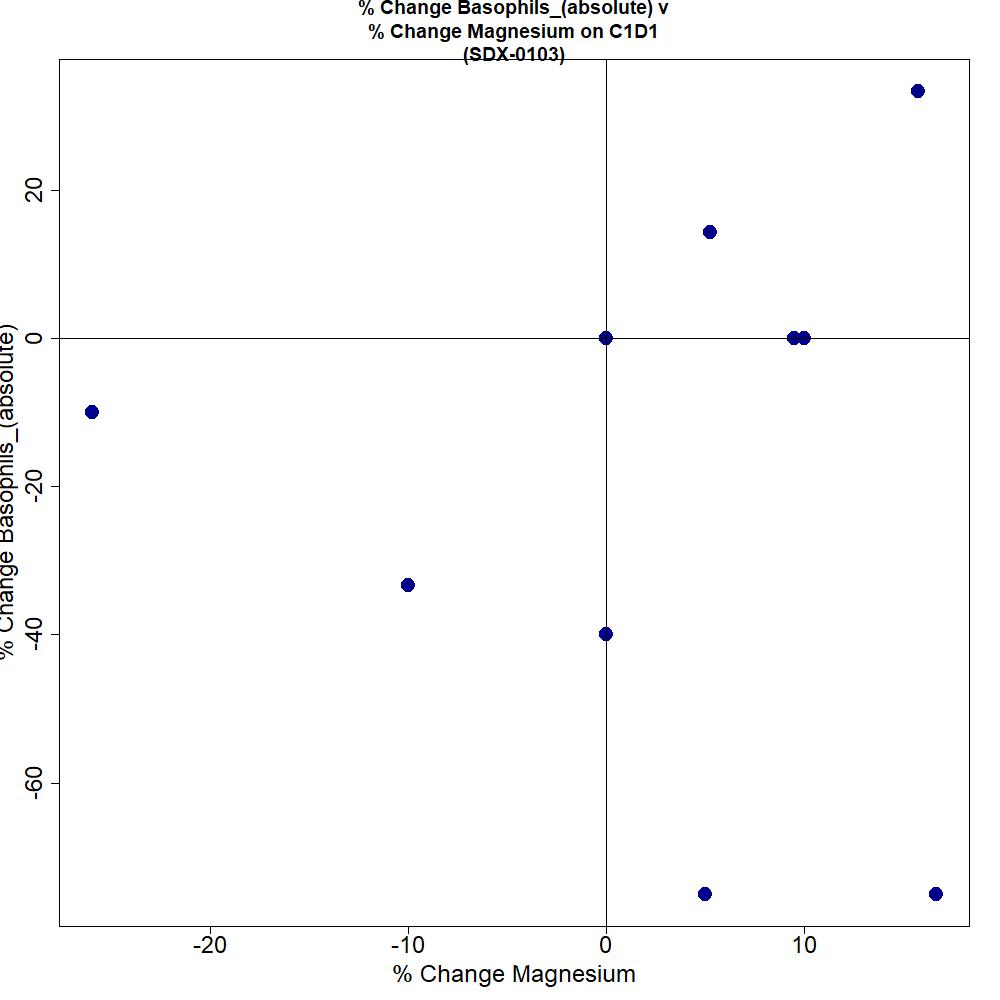 % Change Basophils_(absolute) v
% Change Magnesium on C1D1
(SDX-0103)
% Change Basophils_(absolute)
20
0
-20
-40
-60
-20
-10
0
10
% Change Magnesium